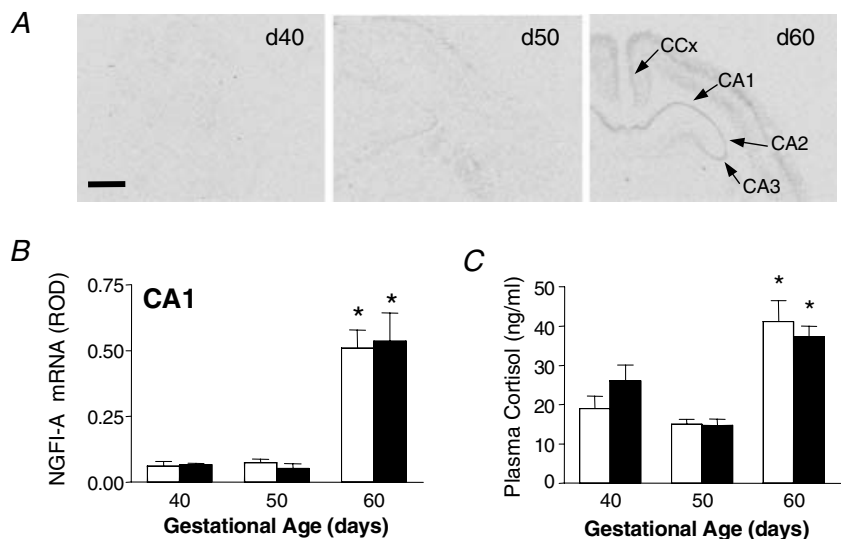 A
d40
d50
d60
CCx
CA1
CA2
CA3
B
CA1
NGFI-A mRNA (ROD)
0.75
0.50
0.25
0.00
* *
40 50 60
Gestational Age (days)
C
Plasma Cortisol (ng/ml)
50
40
30
20
10
0
* *
40 50 60
Gestational Age (days)